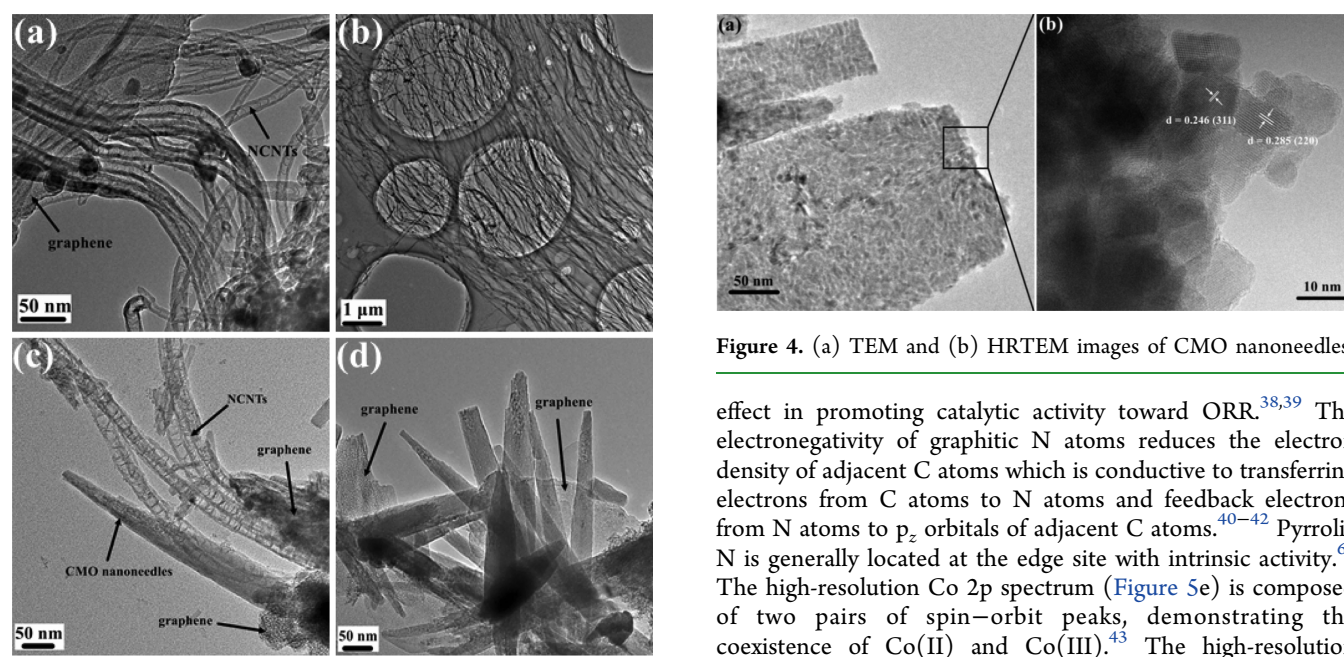 (a)
NCNTs
graphene
50 nm
(b)
1 μm
(c)
NCNTs
graphene
CMO nanoneedles
graphene
50 nm
(d)
graphene
graphene
50 nm
(a)
50 nm
(b)
d = 0.246 (311)
d = 0.285 (220)
10 nm
Figure 4. (a) TEM and (b) HRTEM images of CMO nanoneedles
effect in promoting catalytic activity toward ORR.38,39 Th
electronegativity of graphitic N atoms reduces the electro
density of adjacent C atoms which is conductive to transferrin
electrons from C atoms to N atoms and feedback electron
from N atoms to pz orbitals of adjacent C atoms.40−42 Pyrroli
N is generally located at the edge site with intrinsic activity.6
The high-resolution Co 2p spectrum (Figure 5e) is compose
of two pairs of spin−orbit peaks, demonstrating th
coexistence of Co(II) and Co(III).43 The high-resolutio